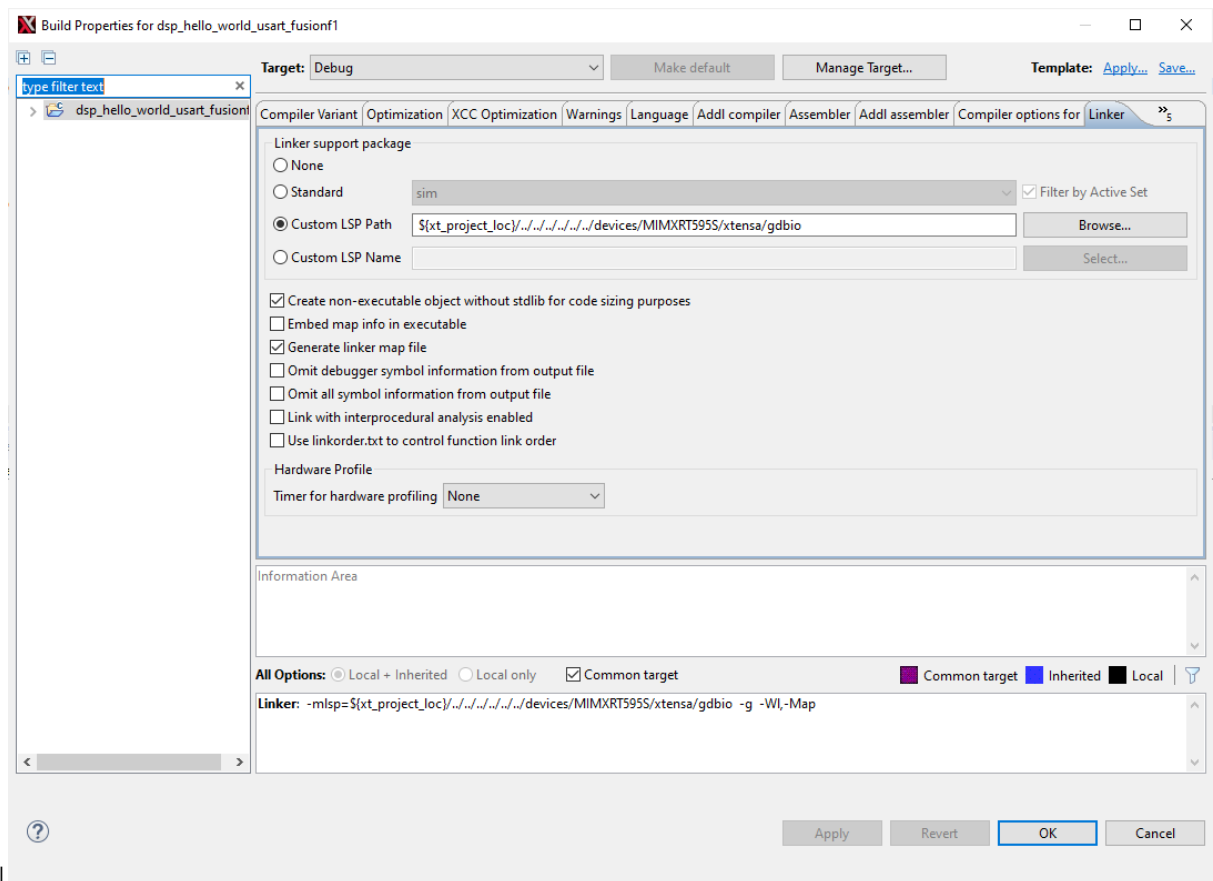 Build Properties for dsp_hello_world_usart_fusionf1
type filter text
dsp_hello_world_usart_fusionf
Target: Debug Make default Manage Target... Template: Apply... Save...
Compiler Variant Optimization XCC Optimization Warnings Language Addl compiler Assembler Addl assembler Compiler options for Linker »5
Linker support package
None
Standard sim Filter by Active Set
Custom LSP Path ${xt_project_loc}/../../../../../../devices/MIMXRT595S/xtensa/gdbio Browse...
Custom LSP Name Select...
Create non-executable object without stdlib for code sizing purposes
Embed map info in executable
Generate linker map file
Omit debugger symbol information from output file
Omit all symbol information from output file
Link with interprocedural analysis enabled
Use linkorder.txt to control function link order
Hardware Profile
Timer for hardware profiling None
Information Area
All Options: Local + Inherited Local only Common target Common target Inherited Local
Linker: -mlsp=${xt_project_loc}/../../../../../../devices/MIMXRT595S/xtensa/gdbio -g -Wl,-Map
Apply Revert OK Cancel